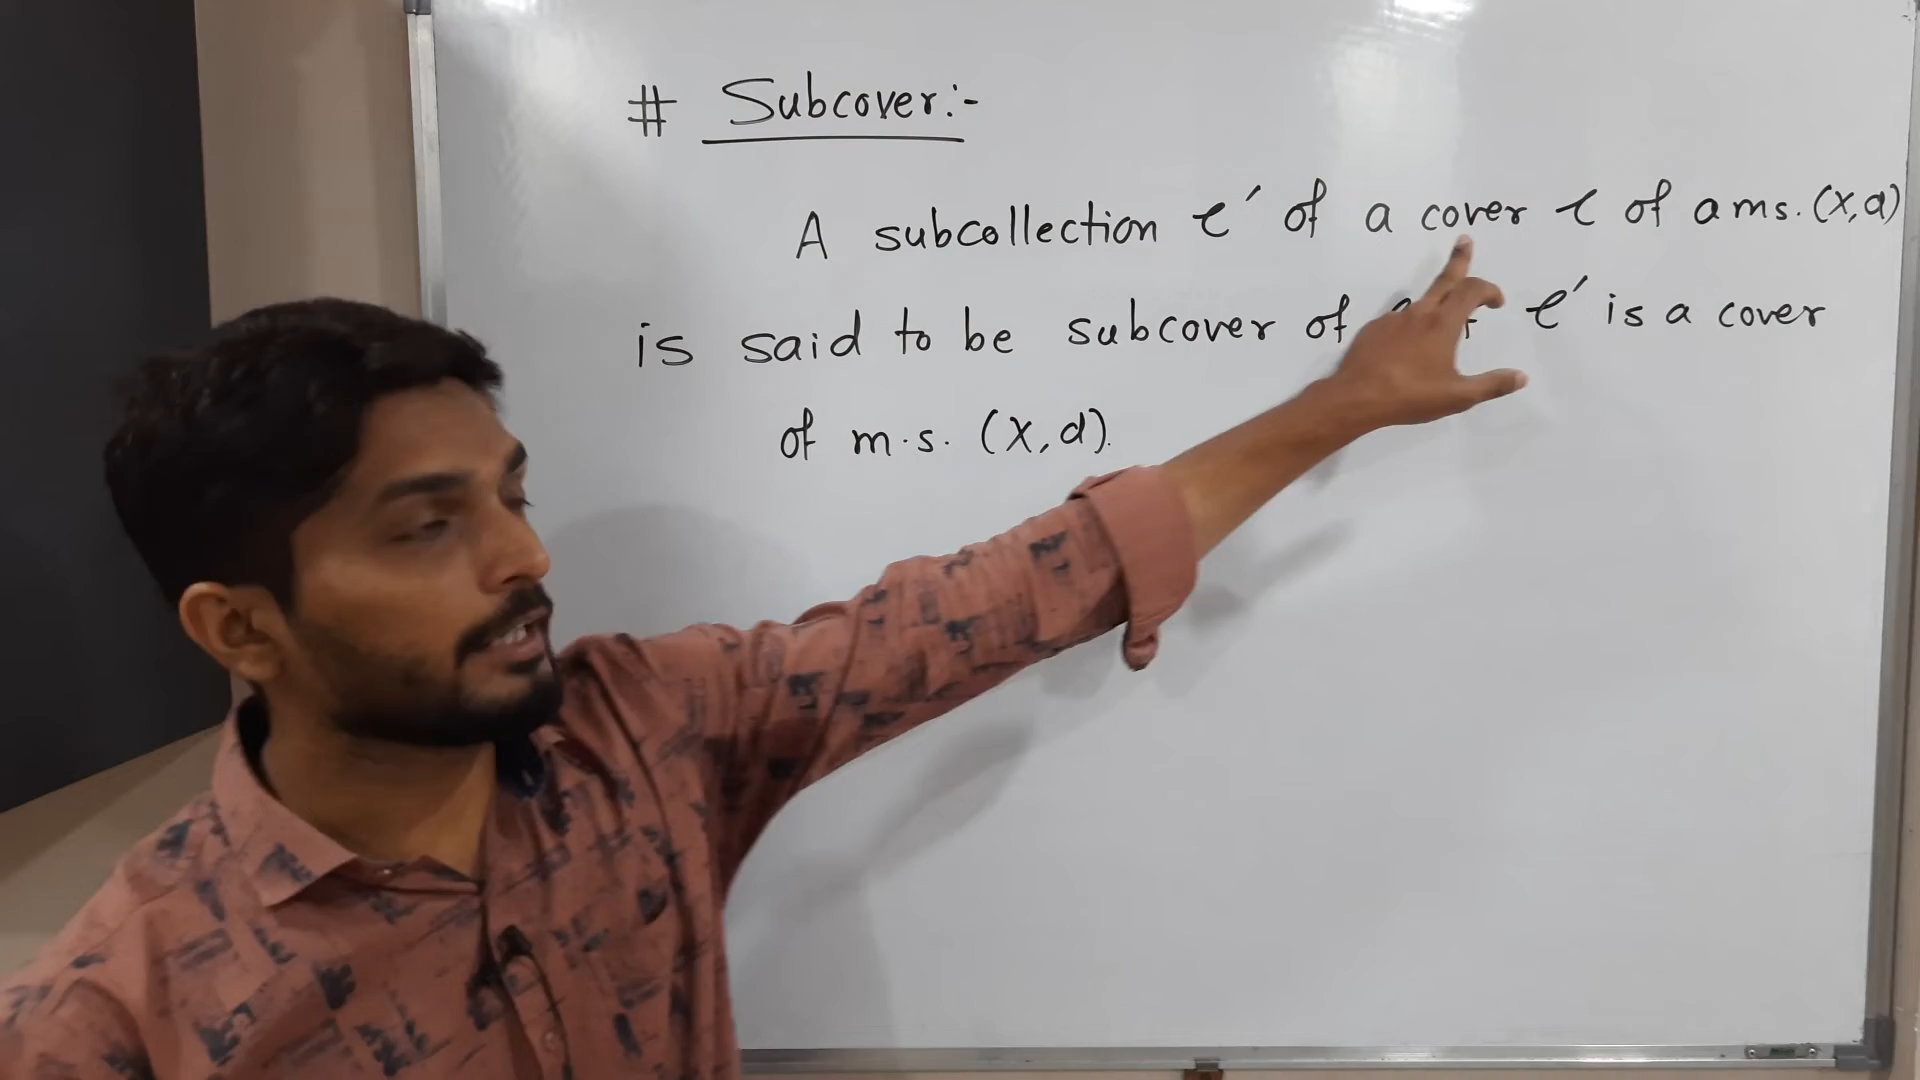 # Subcover:-
A subcollection ℓ′ of a cover ℓ of a ms. (X,d)
is said to be subcover of ℓ′ is a cover
of m.s. (X,d).